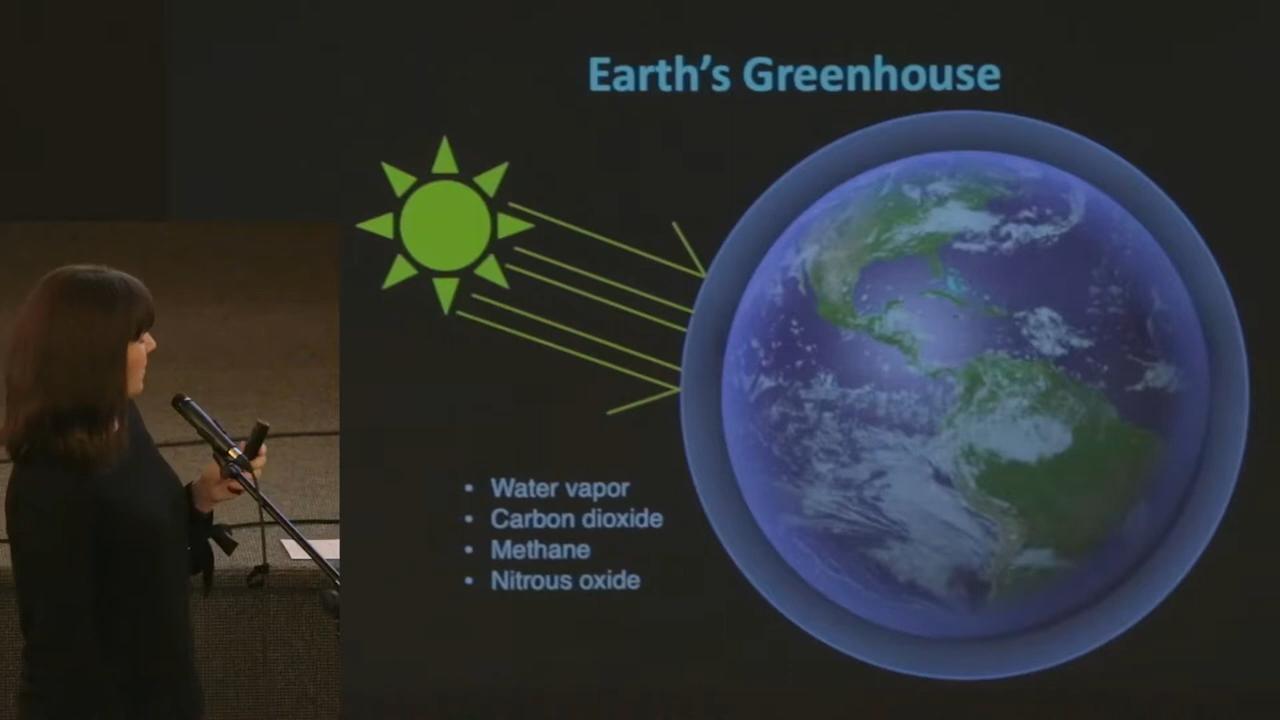 Earth's Greenhouse
• Water vapor
• Carbon dioxide
• Methane
• Nitrous oxide